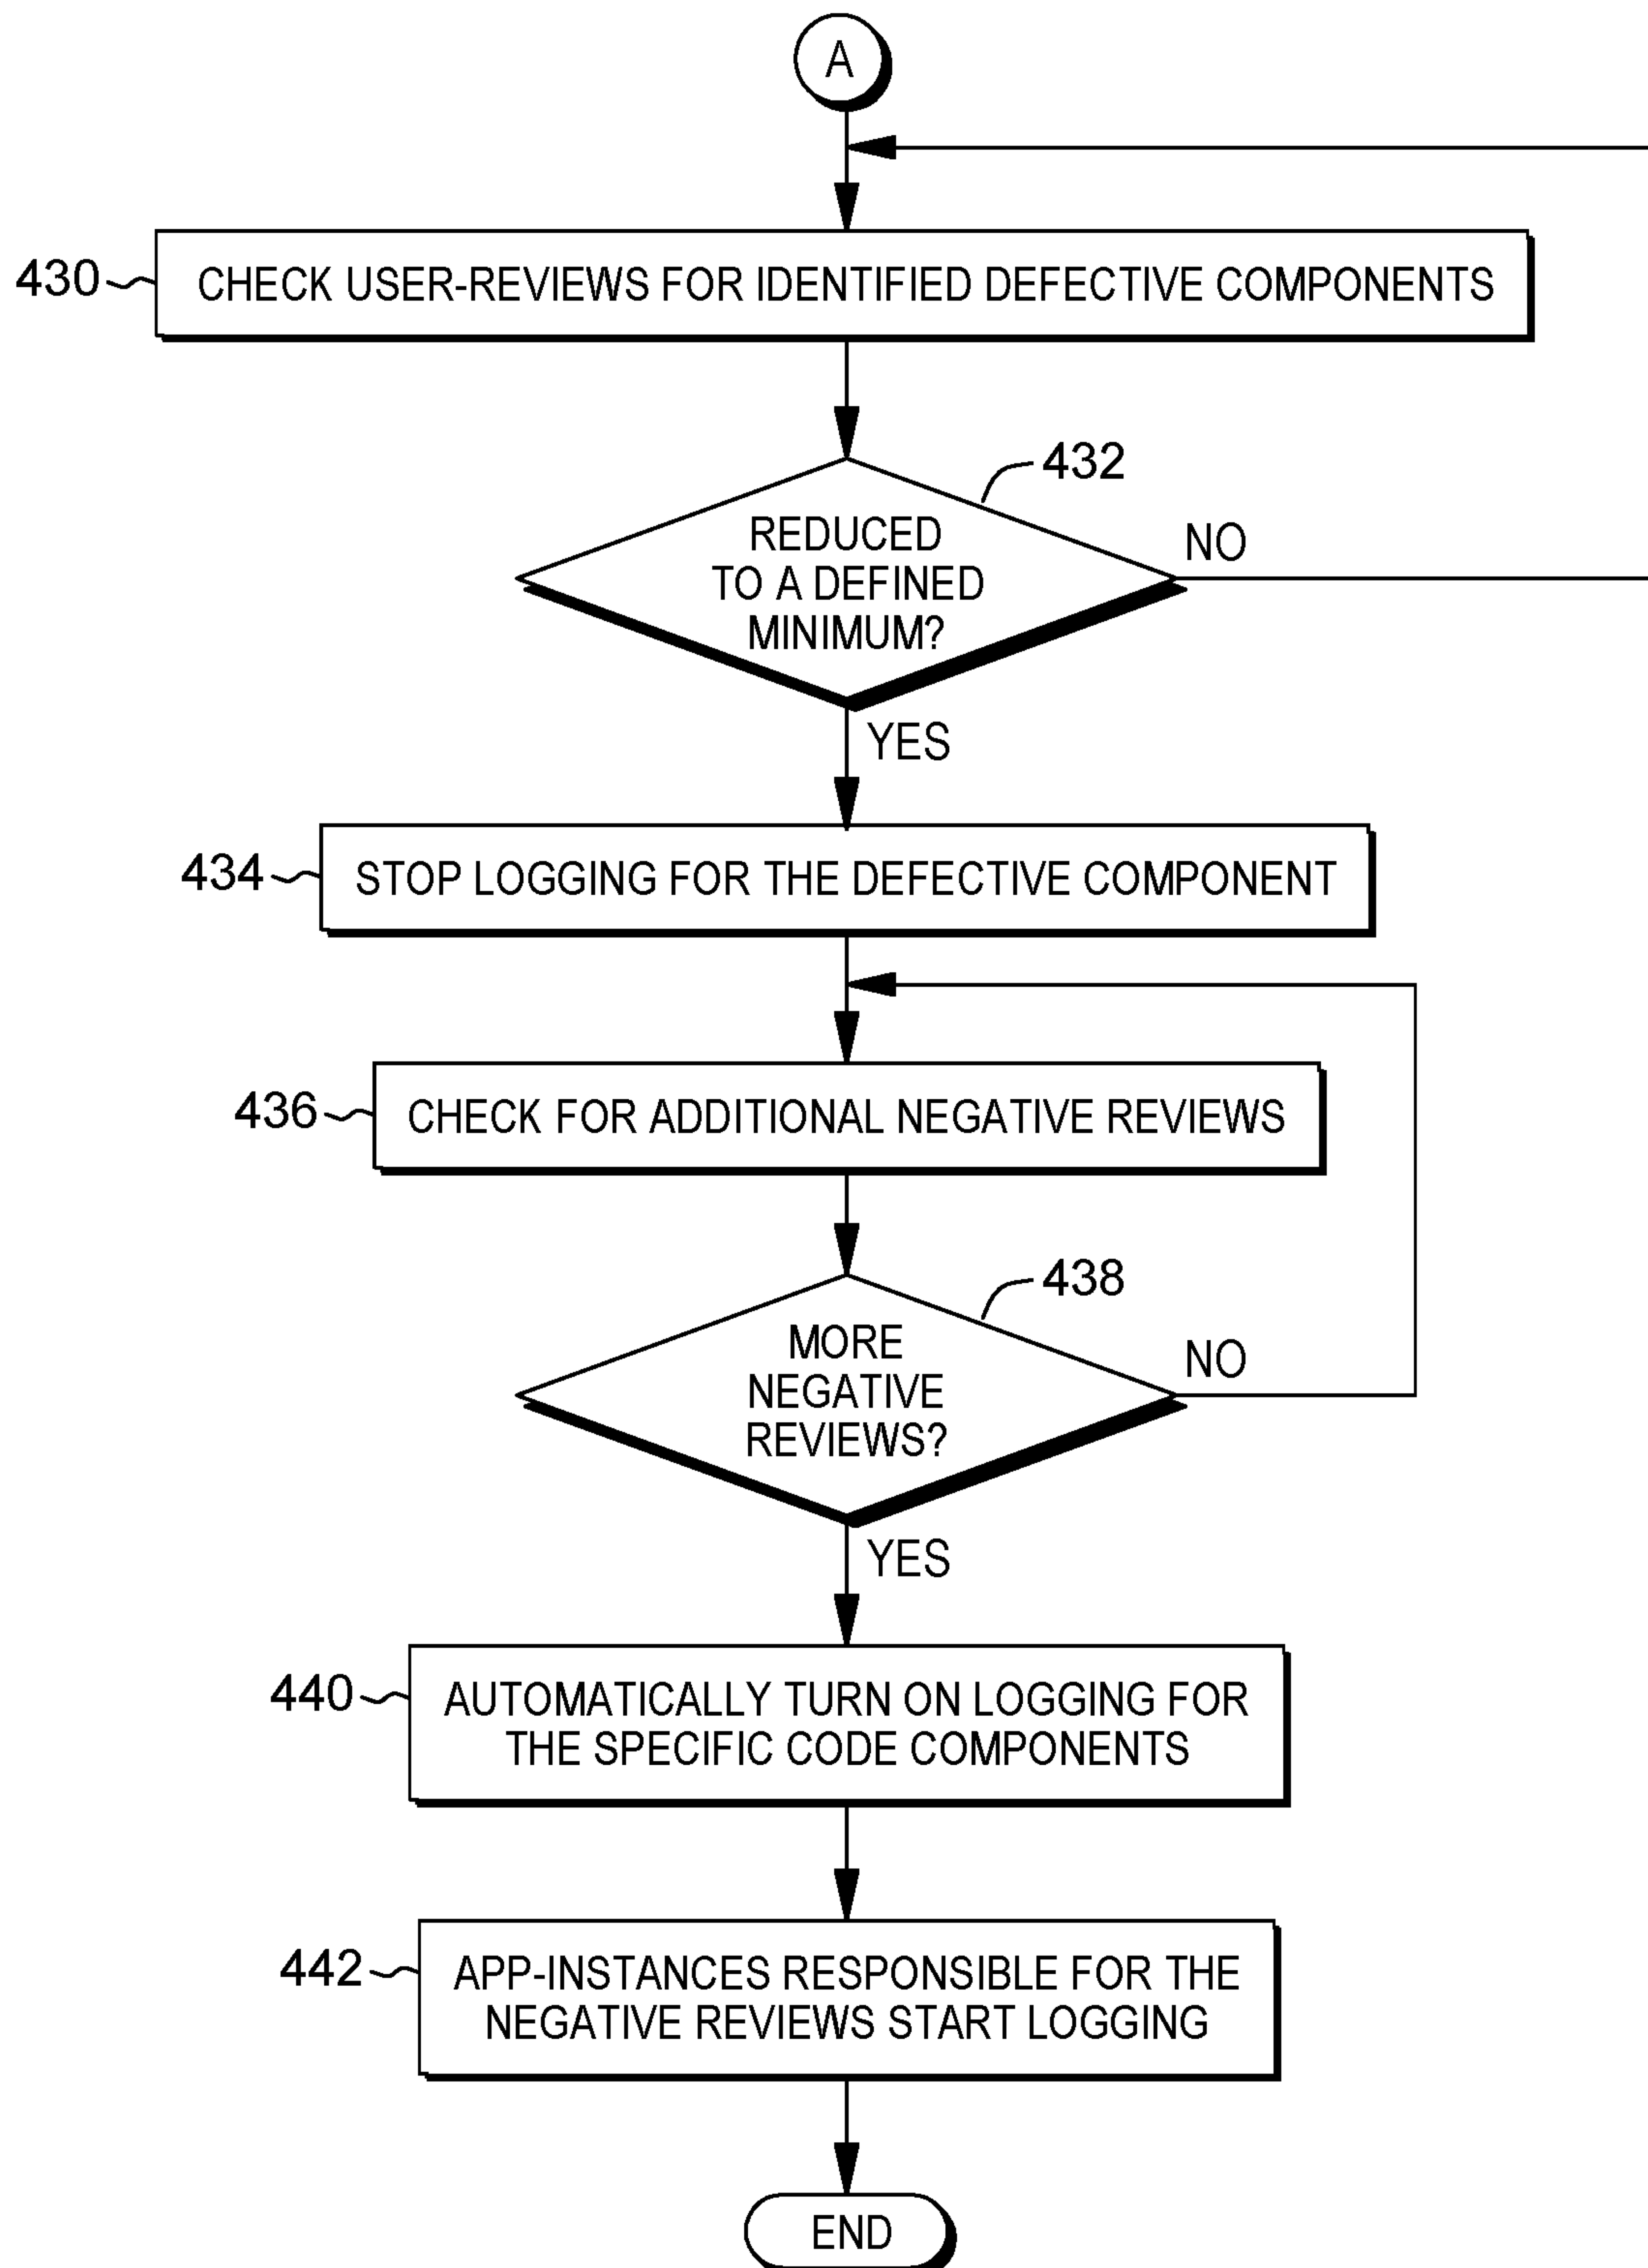 A
430
CHECK USER-REVIEWS FOR IDENTIFIED DEFECTIVE COMPONENTS
432
REDUCED
TO A DEFINED
MINIMUM?
NO
YES
434
STOP LOGGING FOR THE DEFECTIVE COMPONENT
436
CHECK FOR ADDITIONAL NEGATIVE REVIEWS
438
MORE
NEGATIVE
REVIEWS?
NO
YES
440
AUTOMATICALLY TURN ON LOGGING FOR
THE SPECIFIC CODE COMPONENTS
442
APP-INSTANCES RESPONSIBLE FOR THE
NEGATIVE REVIEWS START LOGGING
END